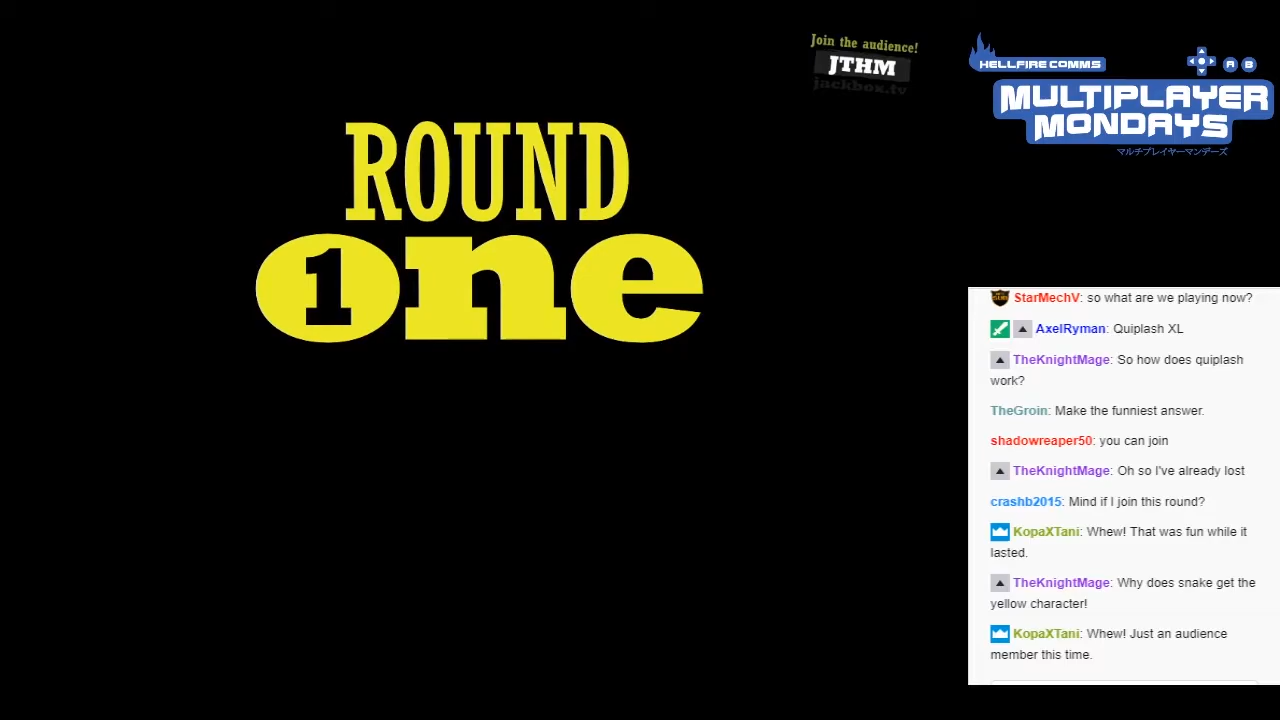 Join the audience!
JTHM
jackbox.tv
HELLFIRE COMMS
A B
MULTIPLAYER
MONDAYS
マルチプレイヤーマンデーズ
ROUND
1
One
StarMechV: so what are we playing now?
AxelRyman: Quiplash XL
TheKnightMage: So how does quiplash
work?
TheGroin: Make the funniest answer.
shadowreaper50: you can join
TheKnightMage: Oh so I've already lost
crashb2015: Mind if I join this round?
KopaXTani: Whew! That was fun while it
lasted.
TheKnightMage: Why does snake get the
yellow character!
KopaXTani: Whew! Just an audience
member this time.